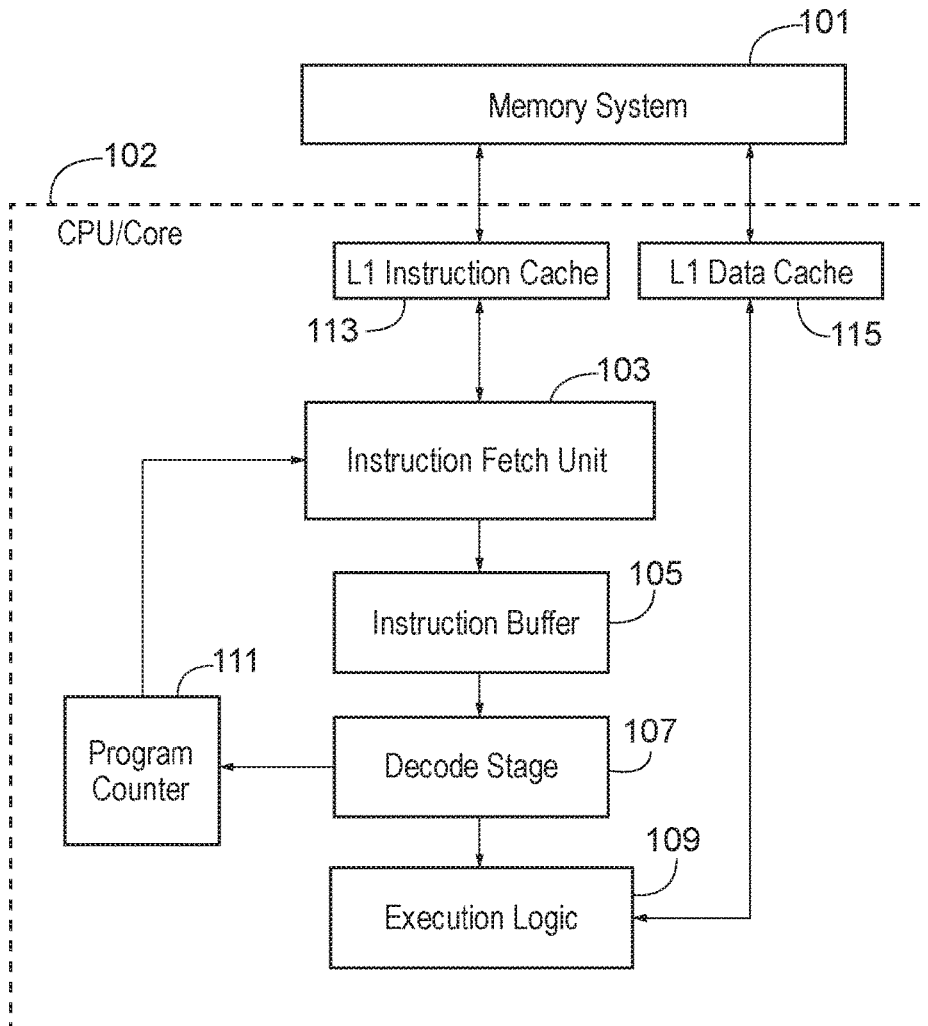 101
Memory System
102
CPU/Core
L1 Instruction Cache
L1 Data Cache
113
115
103
Instruction Fetch Unit
105
Instruction Buffer
111
Program
Counter
107
Decode Stage
109
Execution Logic